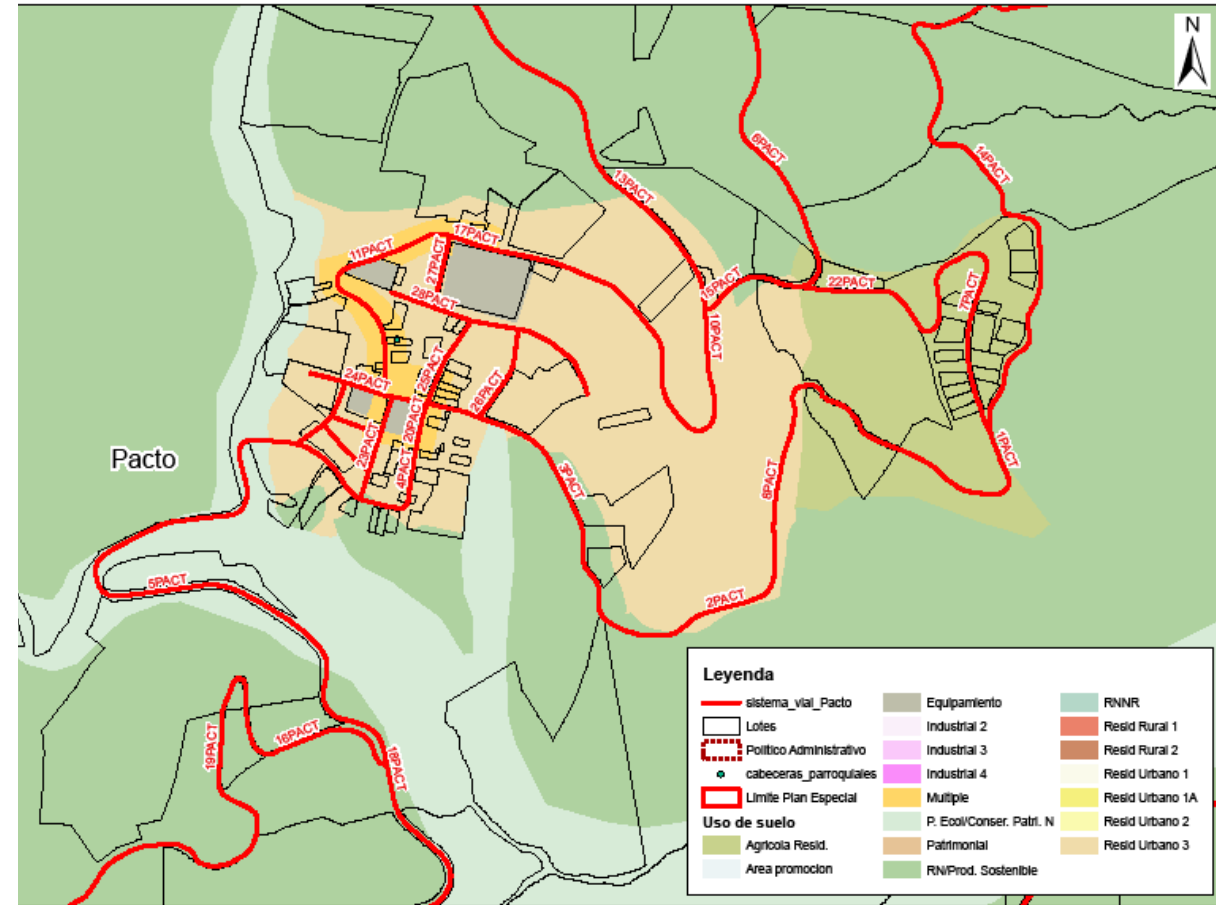 N
6PACT
14PACT
13PACT
17PACT
11PACT
27PACT
15PACT
22PACT
7PACT
28PACT
10PACT
25PACT
24PACT
26PACT
20PACT
1PACT
23PACT
4PACT
3PACT
8PACT
Pacto
5PACT
2PACT
16PACT
19PACT
18PACT
Leyenda
sistema_vial_Pacto
Lotes
Politico Administrativo
cabeceras_parroquiales
Limite Plan Especial
Uso de suelo
Agricola Resid.
Area promocion
Equipamiento
Industrial 2
Industrial 3
Industrial 4
Multiple
P. Ecol/Conser. Patri. N
Patrimonial
RN/Prod. Sostenible
RNNR
Resid Rural 1
Resid Rural 2
Resid Urbano 1
Resid Urbano 1A
Resid Urbano 2
Resid Urbano 3